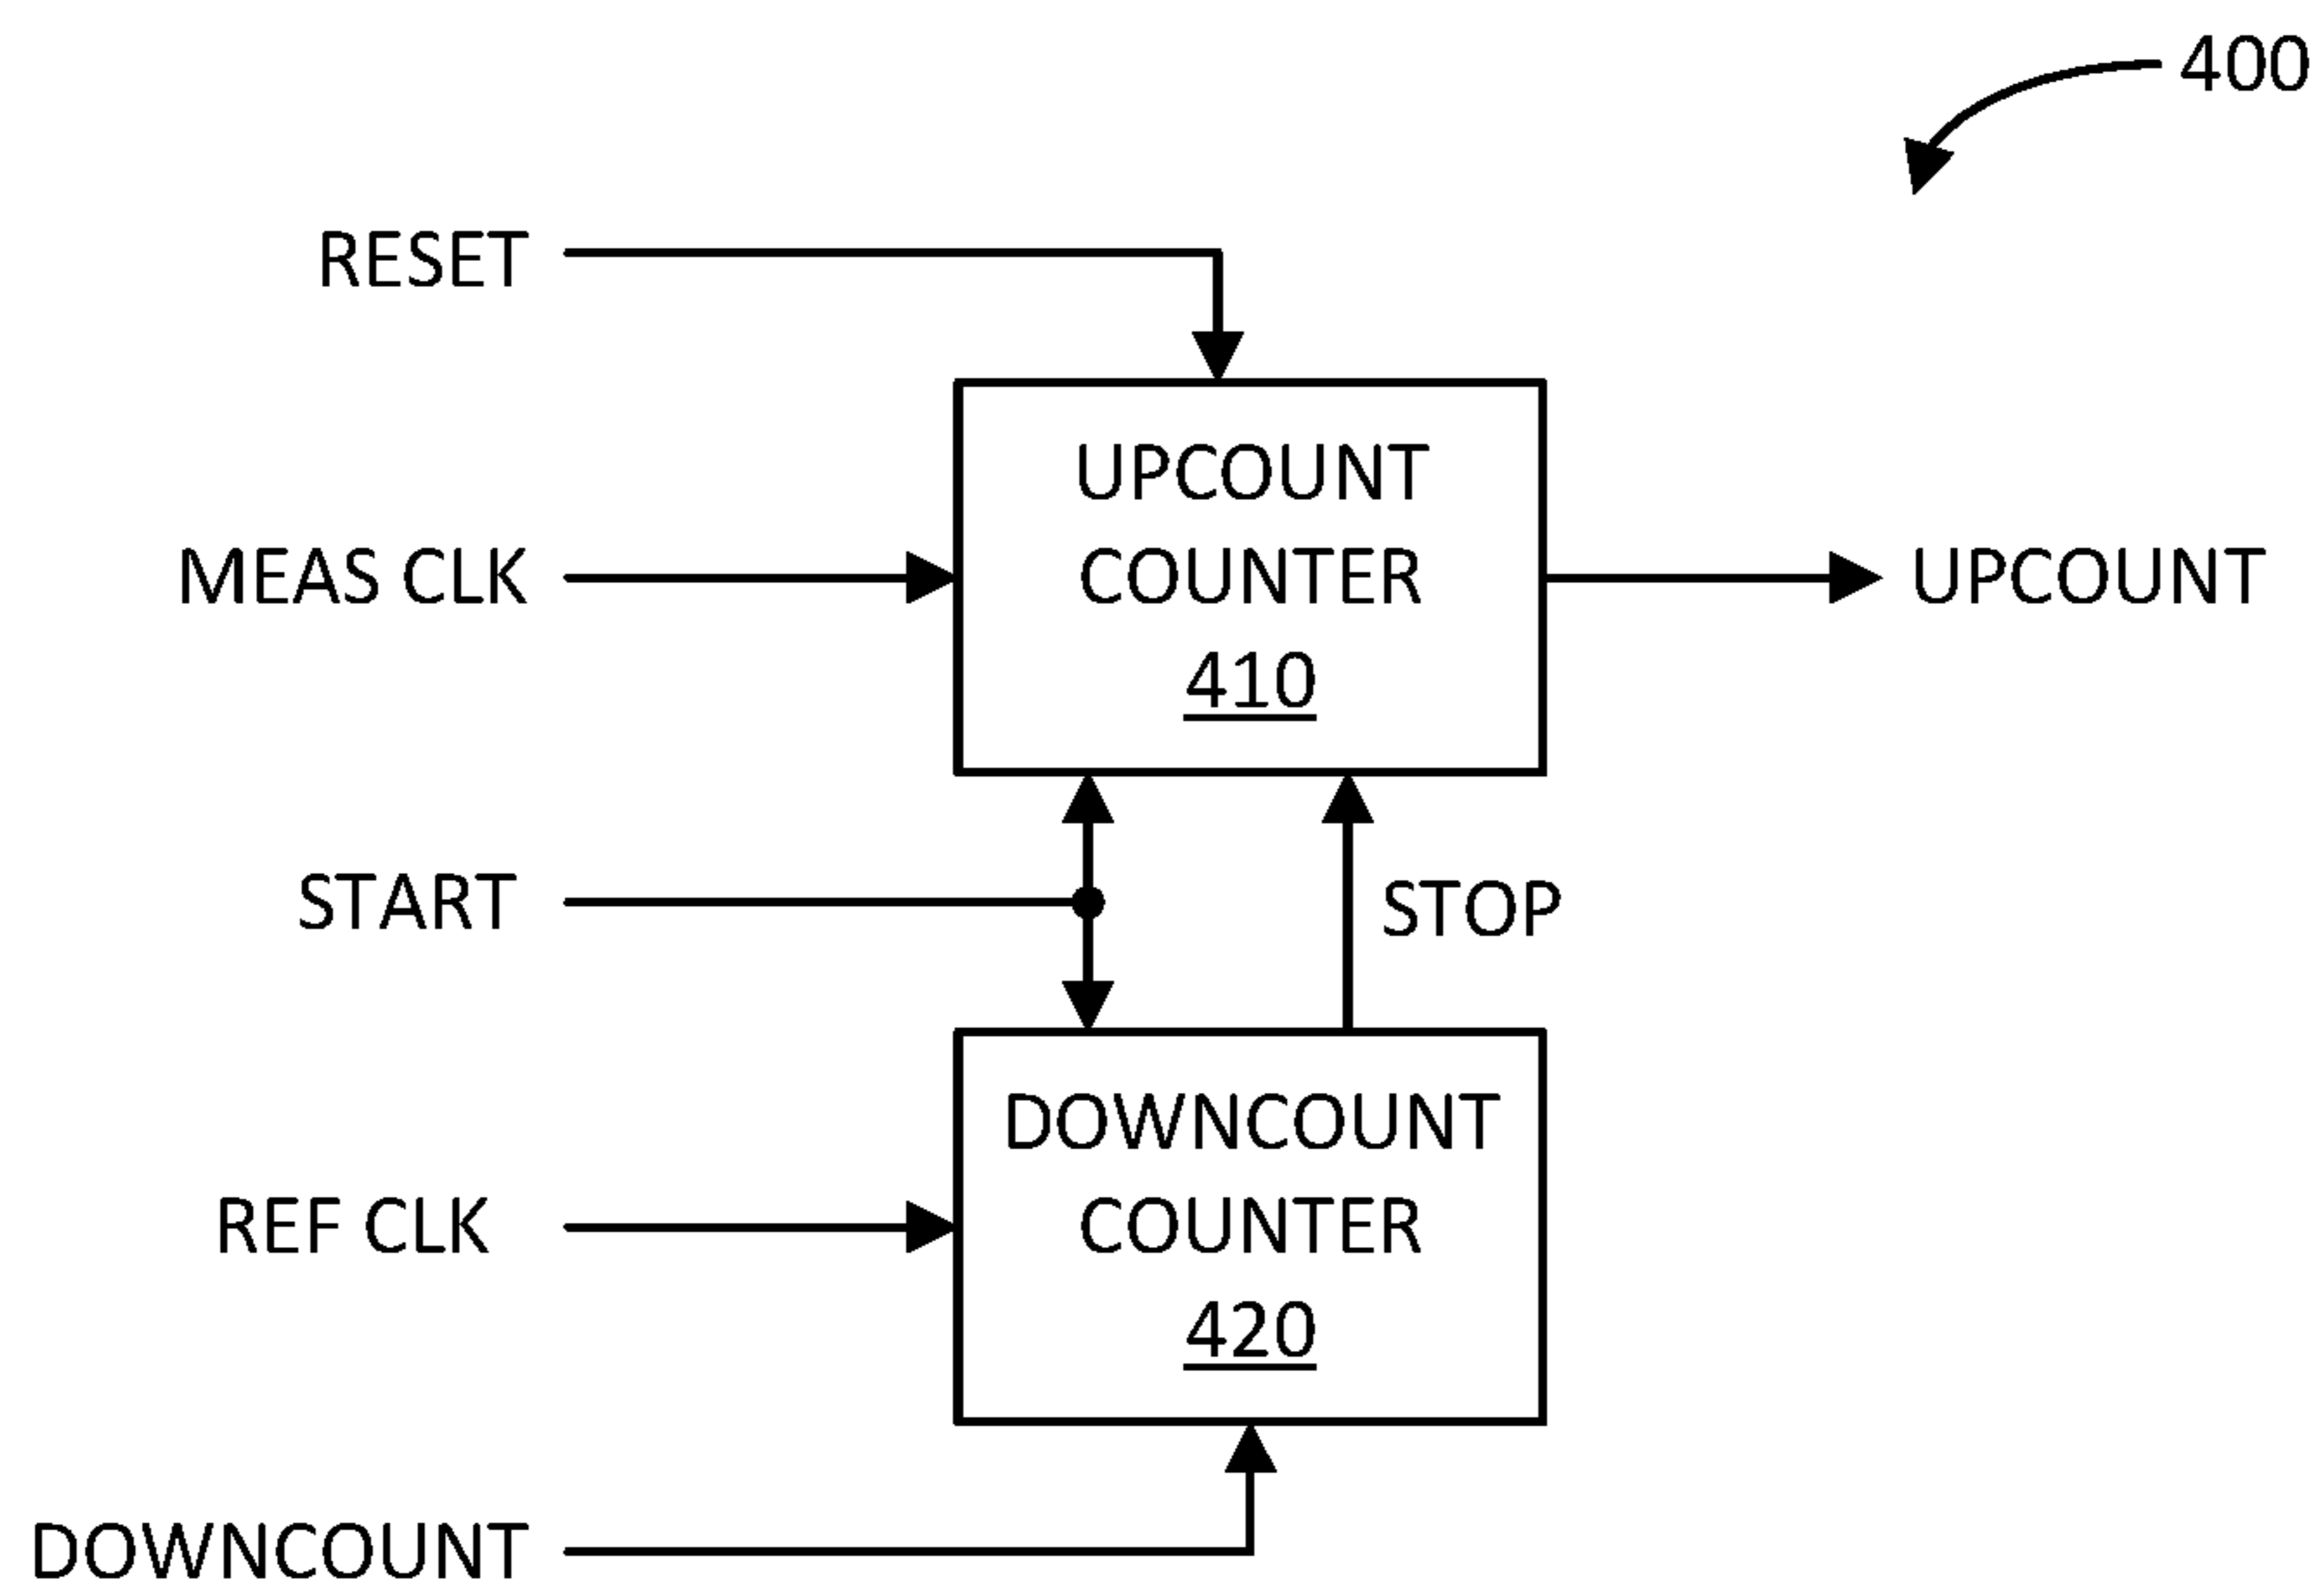 400
RESET
UPCOUNT
COUNTER
410
MEAS CLK
UPCOUNT
START
STOP
DOWNCOUNT
COUNTER
420
REF CLK
DOWNCOUNT